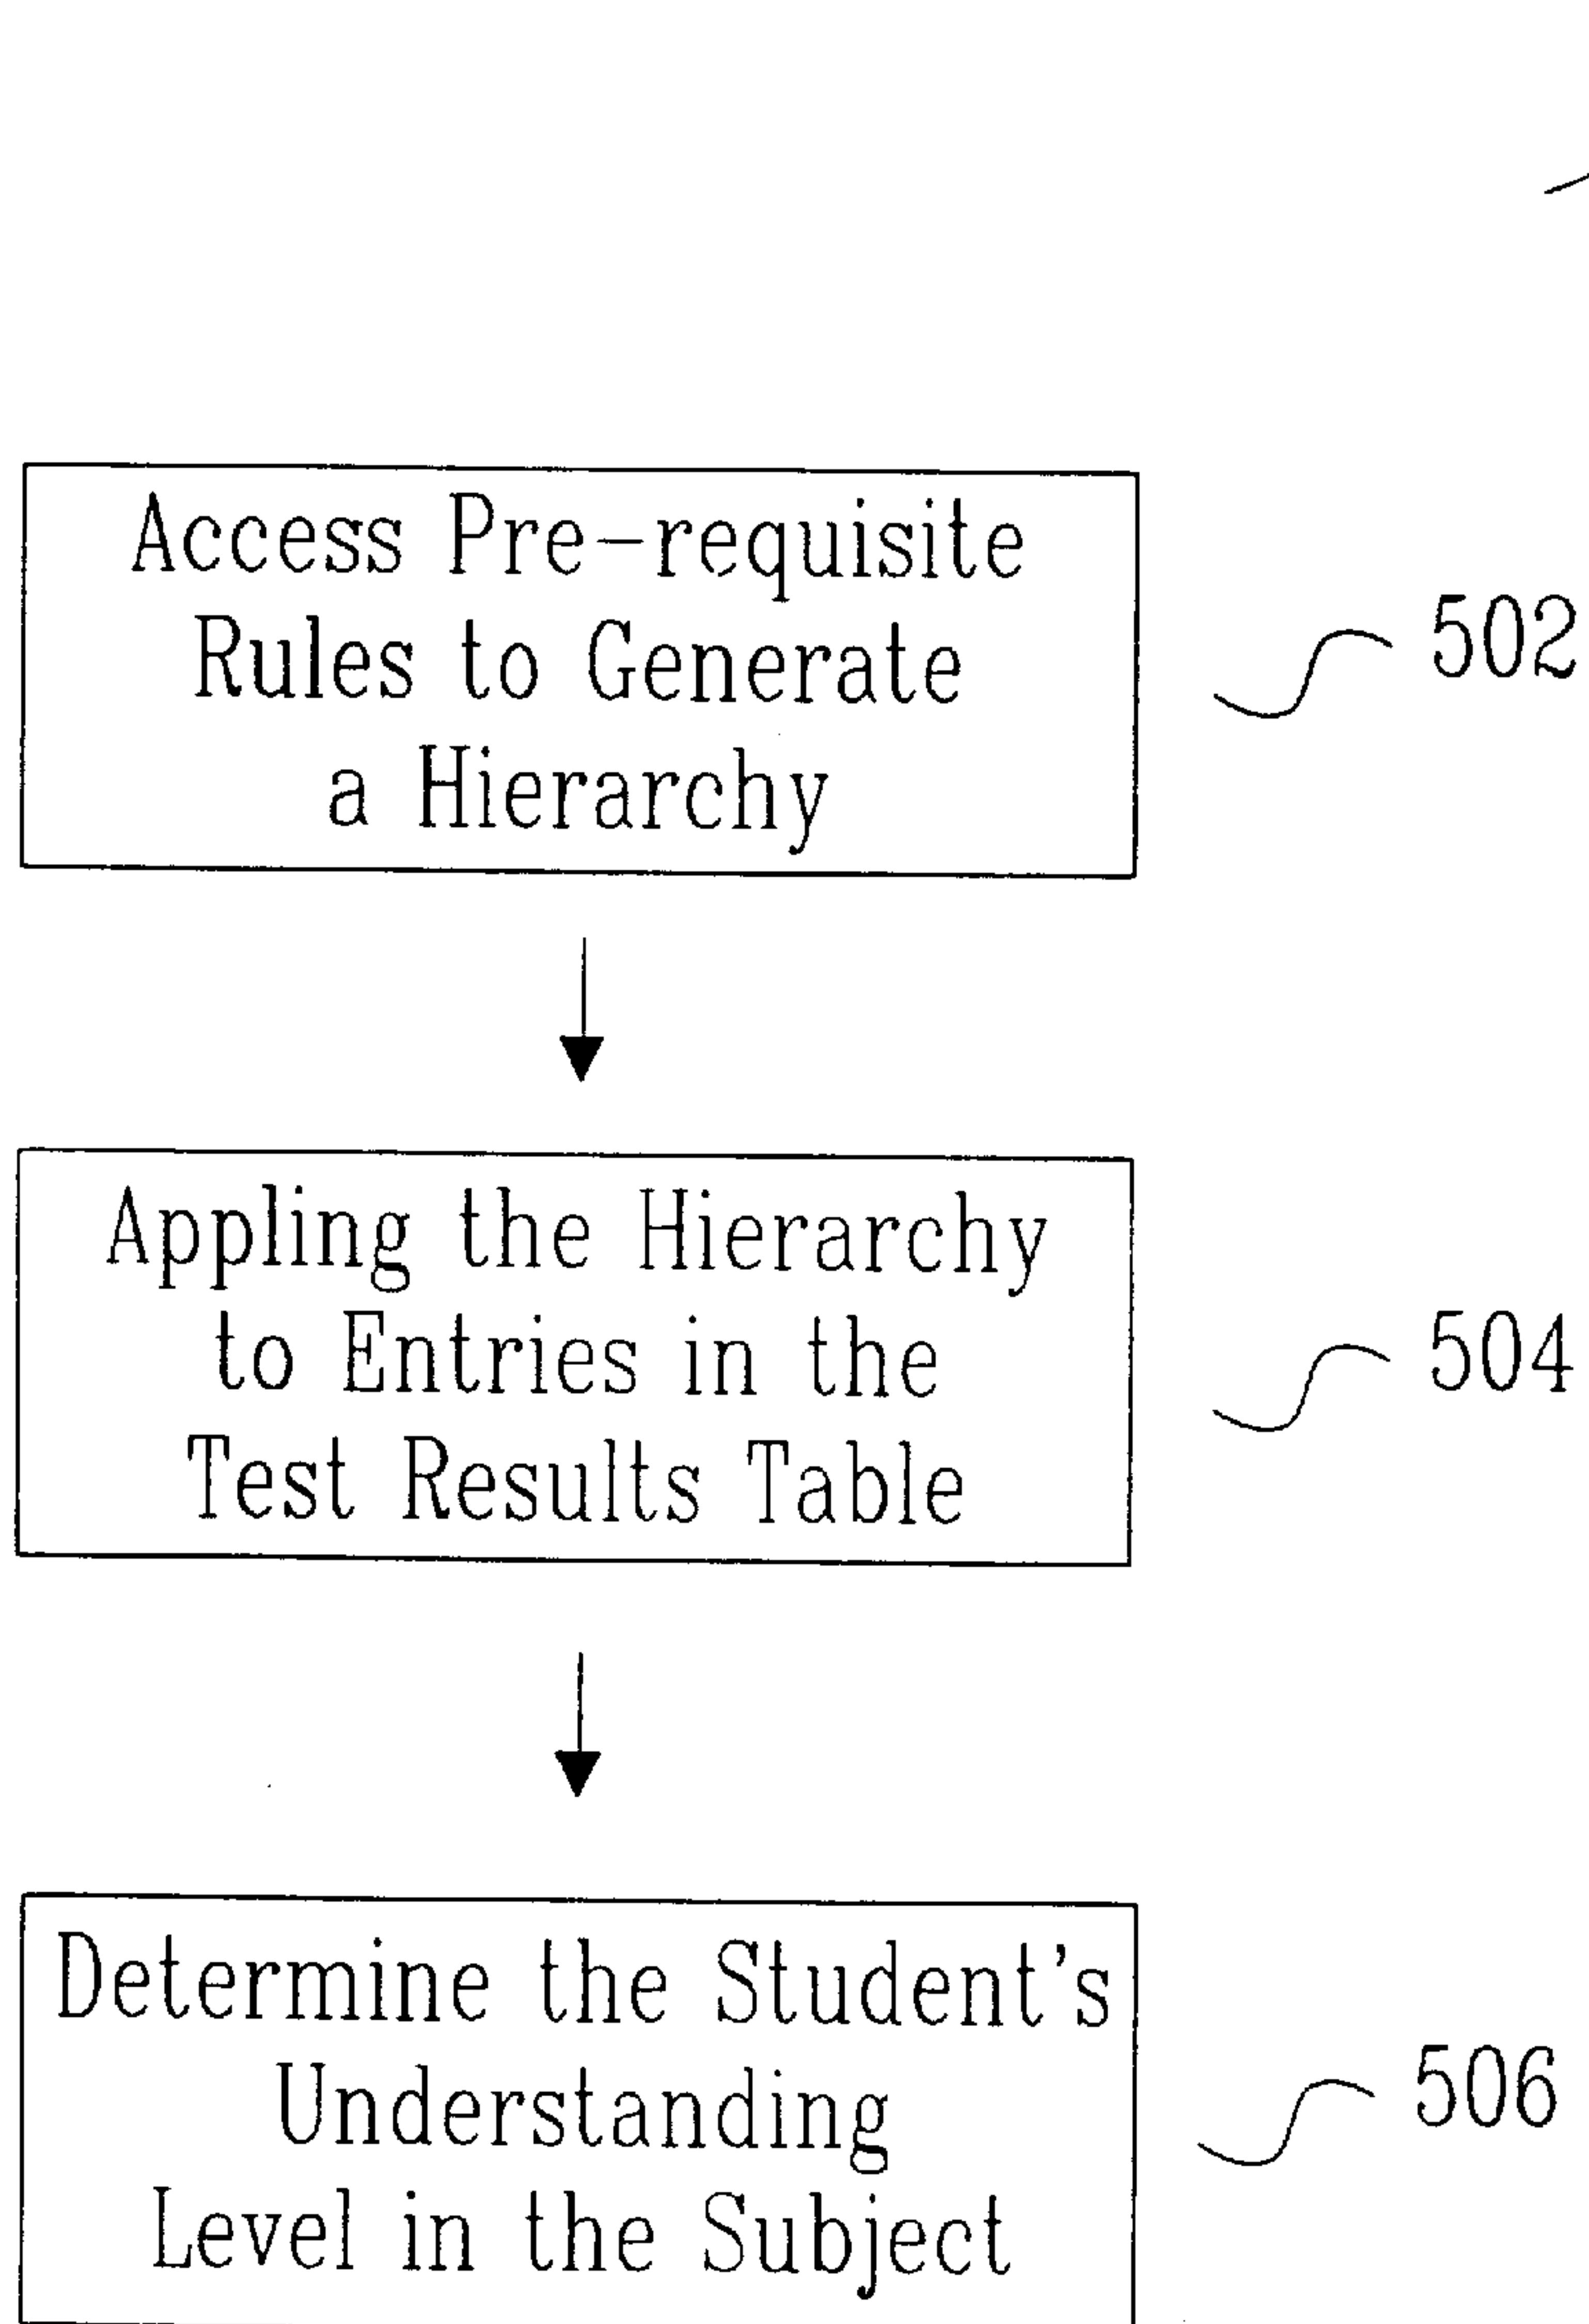 Access Pre-requisite
Rules to Generate
a Hierarchy
502
Appling the Hierarchy
to Entries in the
Test Results Table
504
Determine the Student's
Understanding
Level in the Subject
506